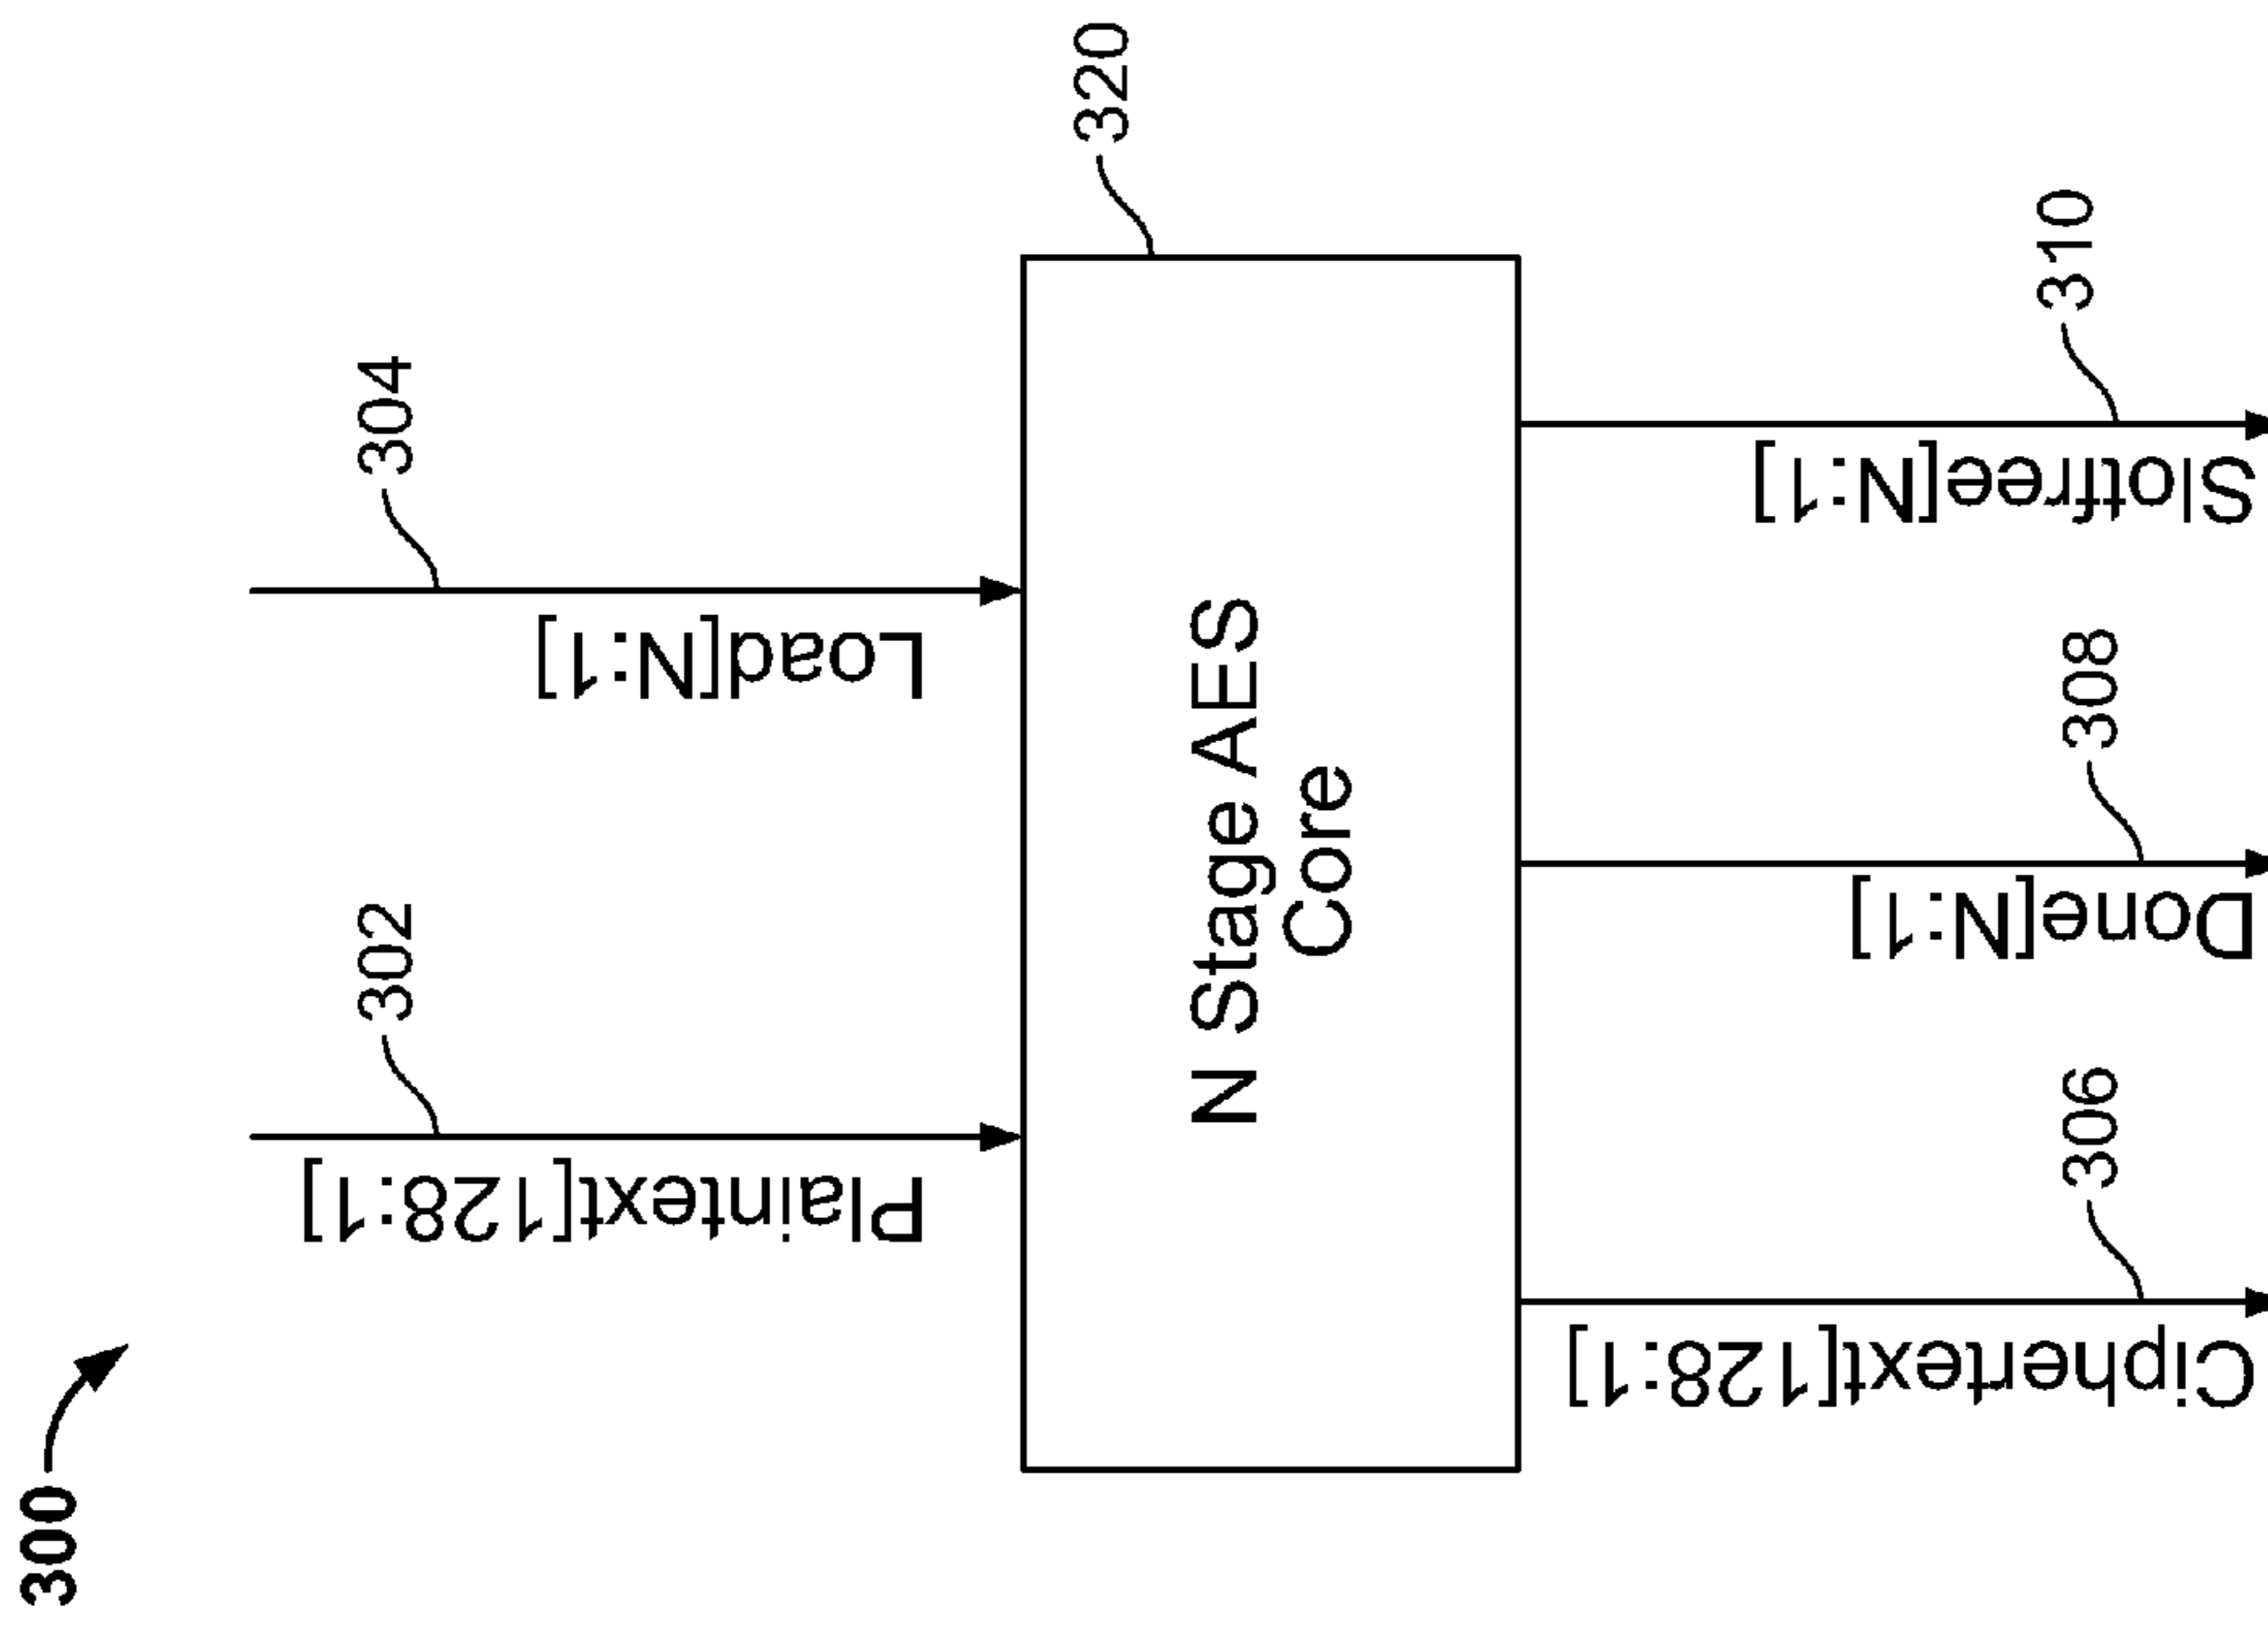 300
302
Plaintext[128:1]
304
Load[N:1]
320
N Stage AES
Core
306
Ciphertext[128:1]
308
Done[N:1]
310
Slotfree[N:1]